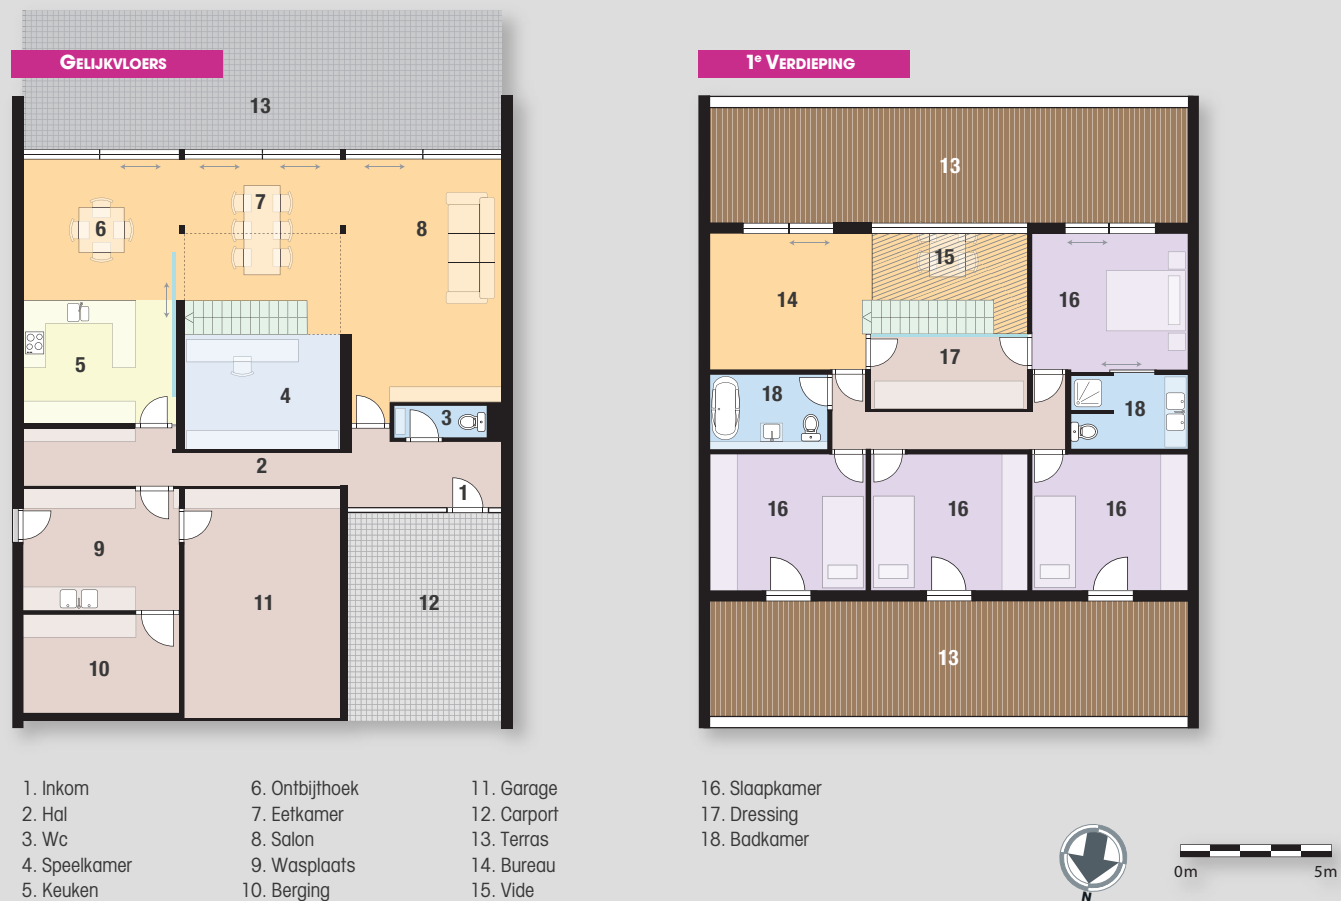 GELIJKVLOERS
13
6
7
8
5
4
3
2
1
9
11
12
10
1e VERDIEPING
13
14
15
16
17
18
18
16
16
16
13
1. Inkom
2. Hal
3. Wc
4. Speelkamer
5. Keuken
6. Ontbijthoek
7. Eetkamer
8. Salon
9. Wasplaats
10. Berging
11. Garage
12. Carport
13. Terras
14. Bureau
15. Vide
16. Slaapkamer
17. Dressing
18. Badkamer
N
0m 5m